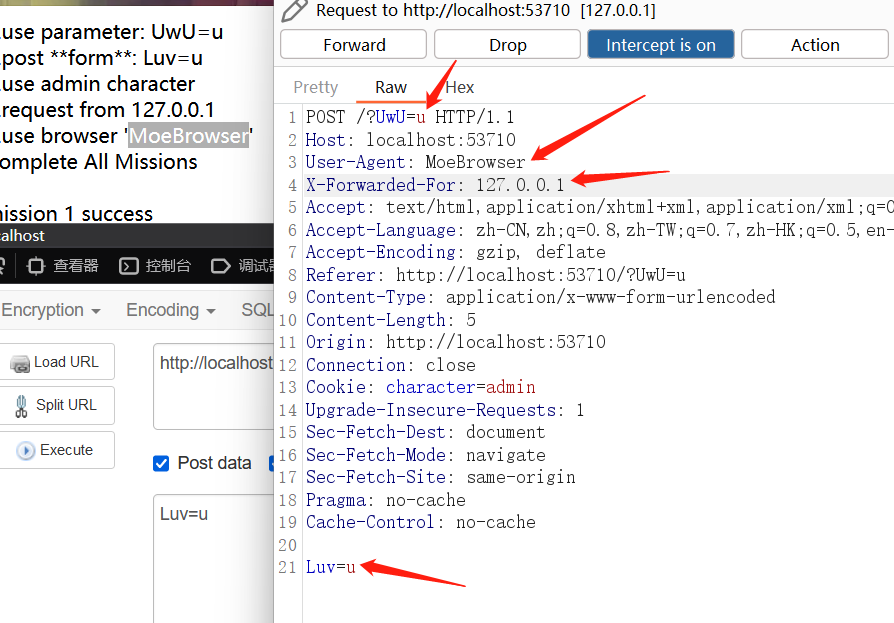 use parameter: UwU=u
post **form**: Luv=u
use admin character
request from 127.0.0.1
use browser 'MoeBrowser'
omplete All Missions
ission 1 success
alhost
查看器 控制台 调试器
Encryption Encoding SQL
Load URL
Split URL
Execute
http://localhost
Post data
Luv=u
Request to http://localhost:53710 [127.0.0.1]
Forward Drop Intercept is on Action
Pretty Raw Hex
1 POST /?UwU=u HTTP/1.1
2 Host: localhost:53710
3 User-Agent: MoeBrowser
4 X-Forwarded-For: 127.0.0.1
5 Accept: text/html,application/xhtml+xml,application/xml;q=0
6 Accept-Language: zh-CN,zh;q=0.8,zh-TW;q=0.7,zh-HK;q=0.5,en-
7 Accept-Encoding: gzip, deflate
8 Referer: http://localhost:53710/?UwU=u
9 Content-Type: application/x-www-form-urlencoded
10 Content-Length: 5
11 Origin: http://localhost:53710
12 Connection: close
13 Cookie: character=admin
14 Upgrade-Insecure-Requests: 1
15 Sec-Fetch-Dest: document
16 Sec-Fetch-Mode: navigate
17 Sec-Fetch-Site: same-origin
18 Pragma: no-cache
19 Cache-Control: no-cache
20
21 Luv=u